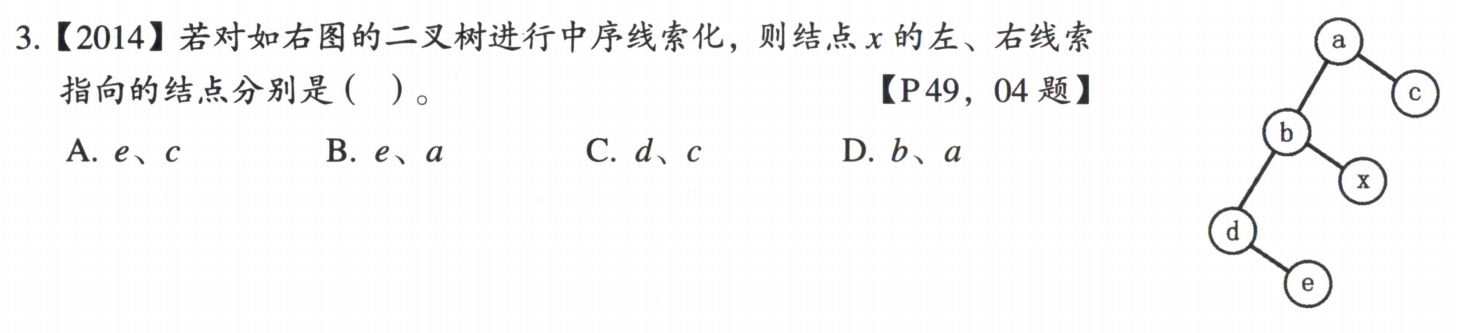 3.【2014】若对如右图的二叉树进行中序线索化，则结点 x 的左、右线索
指向的结点分别是（　）。 【P49，04 题】
A. e、c B. e、a C. d、c D. b、a
a
c
b
x
d
e